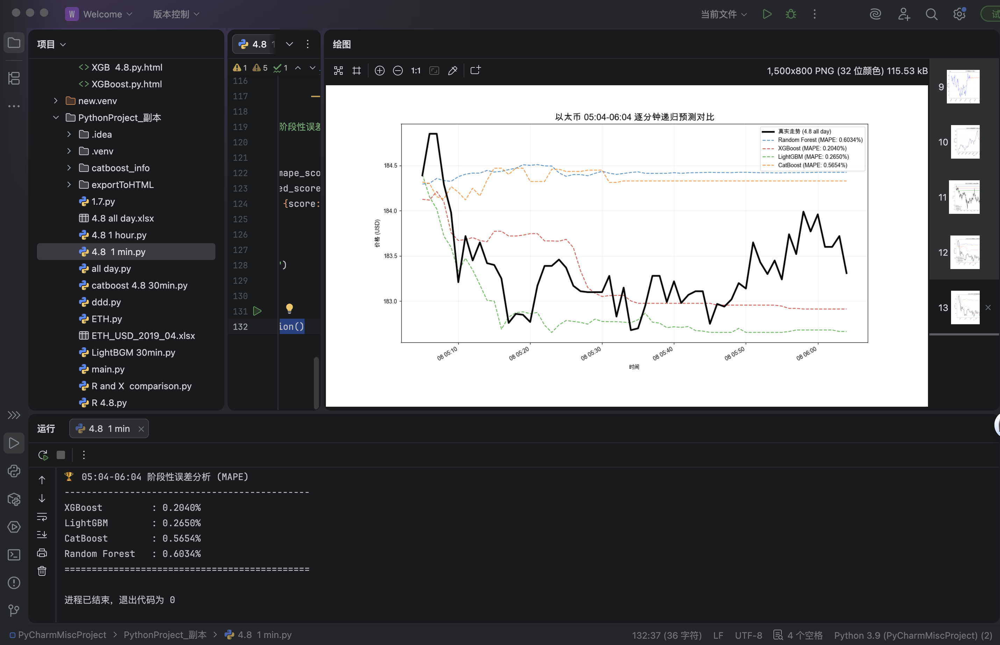 W Welcome
版本控制
当前文件
试
项目
XGB 4.8.py.html
XGBoost.py.html
new.venv
PythonProject_副本
.idea
.venv
catboost_info
exportToHTML
1.7.py
4.8 all day.xlsx
4.8 1 hour.py
4.8 1 min.py
all day.py
catboost 4.8 30min.py
ddd.py
ETH.py
ETH_USD_2019_04.xlsx
LightBGM 30min.py
main.py
R and X comparison.py
R 4.8.py
4.8 1
1 5 1
116
117
118
119 阶段性误差
120
121
122 mape_sco
123 ed_score
124 {score:
125
126
127
128 ')
129
130
131
132 ion()
绘图
1:1
1,500x800 PNG (32 位颜色) 115.53 kB
以太币 05:04-06:04 逐分钟递归预测对比
真实走势 (4.8 all day)
Random Forest (MAPE: 0.6034%)
XGBoost (MAPE: 0.2040%)
LightGBM (MAPE: 0.2650%)
CatBoost (MAPE: 0.5654%)
价格 (USD)
184.5
184.0
183.5
183.0
08 05:10
08 05:20
08 05:30
08 05:40
08 05:50
08 06:00
时间
9
10
11
12
13
运行
4.8 1 min
05:04-06:04 阶段性误差分析 (MAPE)
---------------------------------------------
XGBoost : 0.2040%
LightGBM : 0.2650%
CatBoost : 0.5654%
Random Forest : 0.6034%
=============================================
进程已结束，退出代码为 0
PyCharmMiscProject > PythonProject_副本 > 4.8 1 min.py
132:37 (36 字符) LF UTF-8 4 个空格 Python 3.9 (PyCharmMiscProject) (2)